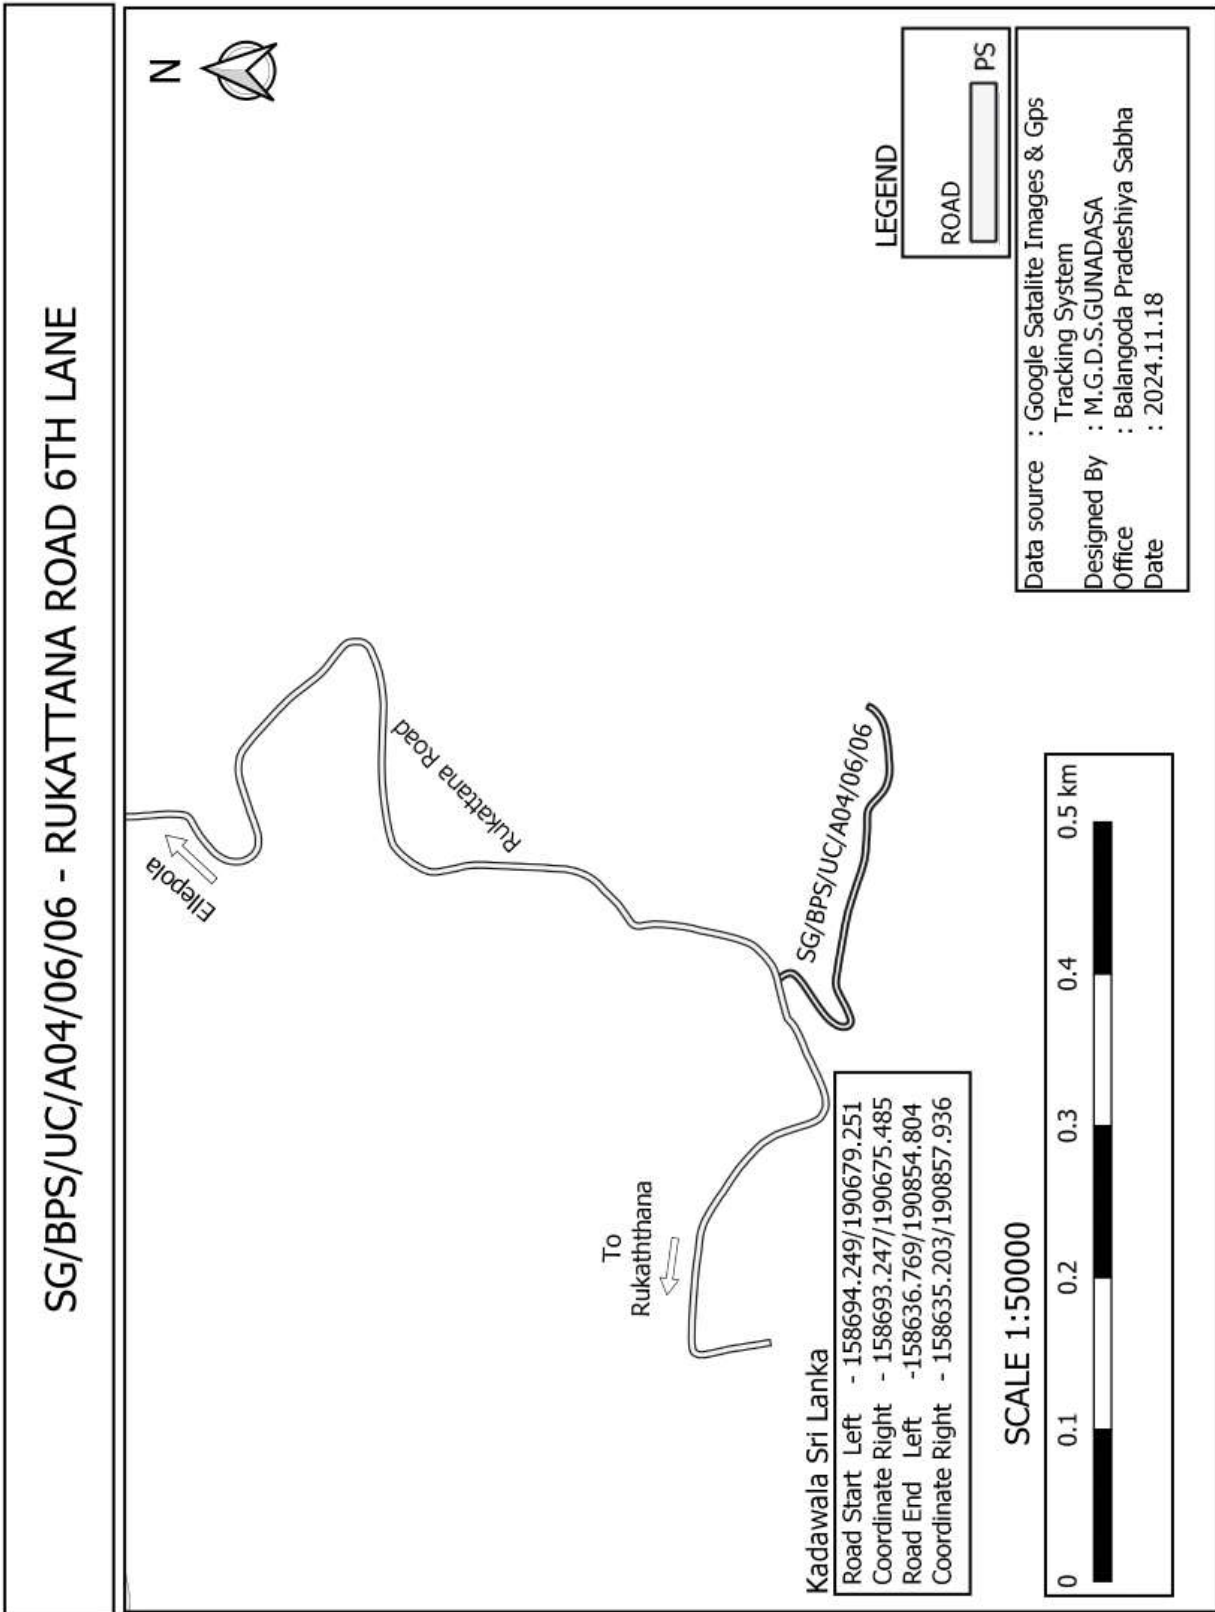 SG/BPS/UC/A04/06/06 - RUKATTANA ROAD 6TH LANE
N
Ellepola
Rukattana Road
SG/BPS/UC/A04/06/06
To
Rukaththana
Kadawala Sri Lanka
Road Start Left - 158694.249/190679.251
Coordinate Right - 158693.247/190675.485
Road End Left -158636.769/190854.804
Coordinate Right - 158635.203/190857.936
SCALE 1:50000
0 0.1 0.2 0.3 0.4 0.5 km
LEGEND
ROAD
PS
Data source : Google Satalite Images & Gps
Tracking System
Designed By : M.G.D.S.GUNADASA
Office : Balangoda Pradeshiya Sabha
Date : 2024.11.18